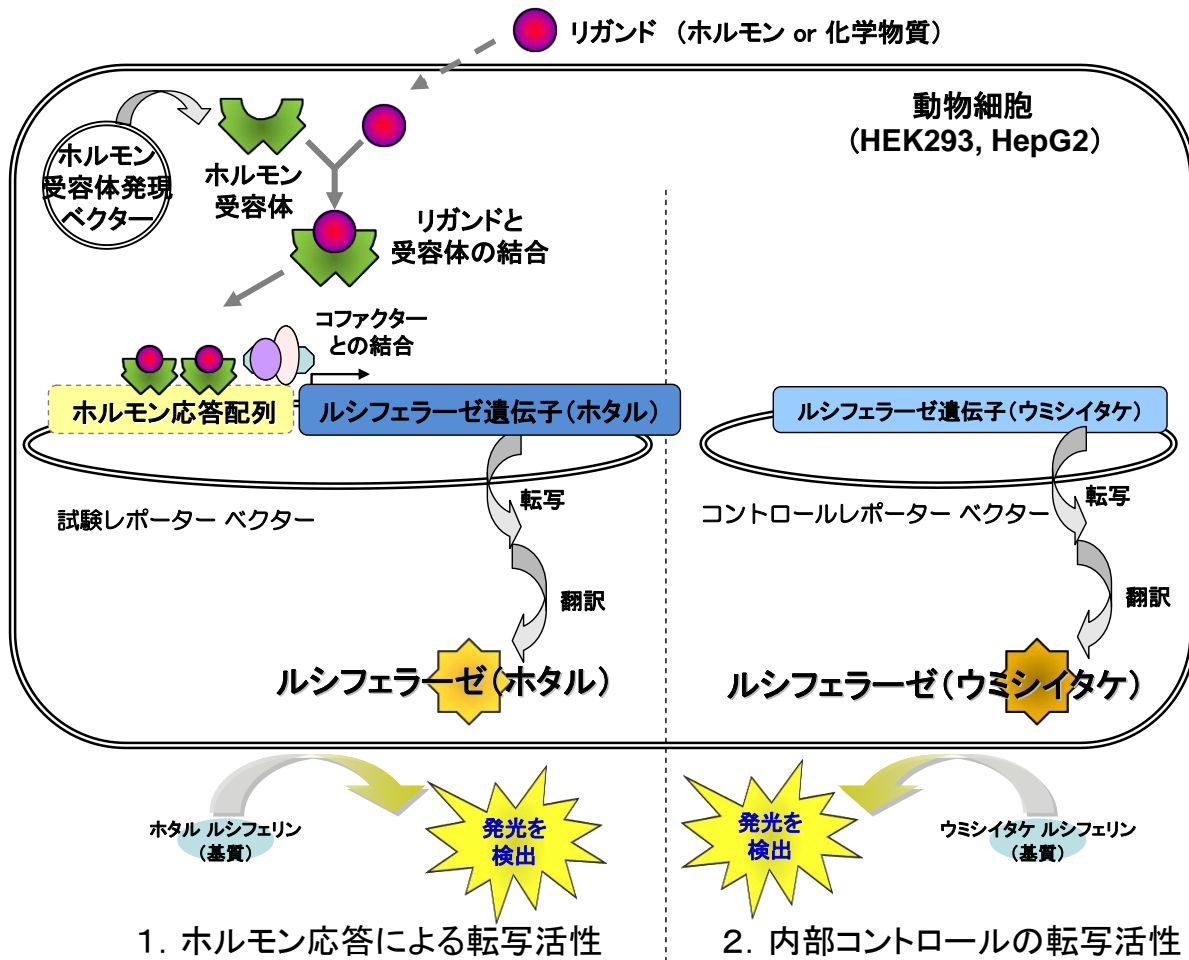 リガンド （ホルモン or 化学物質）
動物細胞
（HEK293, HepG2）
ホルモン
受容体発現
ベクター
ホルモン
受容体
リガンドと
受容体の結合
コファクター
との結合
ホルモン応答配列
ルシフェラーゼ遺伝子（ホタル）
ルシフェラーゼ遺伝子（ウミシイタケ）
転写
転写
試験レポーター ベクター
コントロールレポーター ベクター
翻訳
翻訳
ルシフェラーゼ（ホタル）
ルシフェラーゼ（ウミシイタケ）
ホタル ルシフェリン
（基質）
発光を
検出
発光を
検出
ウミシイタケ ルシフェリン
（基質）
１．ホルモン応答による転写活性
２．内部コントロールの転写活性